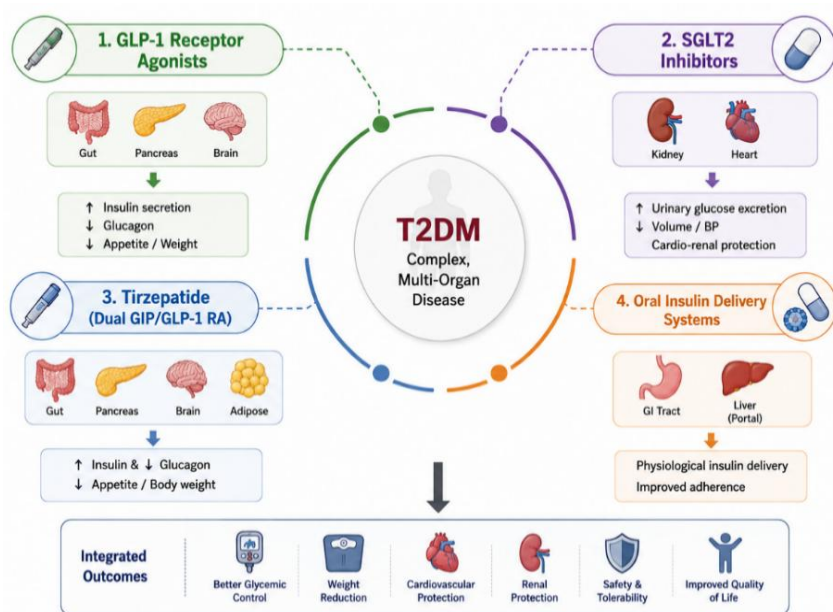 1. GLP-1 Receptor
Agonists
Gut
Pancreas
Brain
↑ Insulin secretion
↓ Glucagon
↓ Appetite / Weight
2. SGLT2
Inhibitors
Kidney
Heart
↑ Urinary glucose excretion
↓ Volume / BP
Cardio-renal protection
T2DM
Complex,
Multi-Organ
Disease
3. Tirzepatide
(Dual GIP/GLP-1 RA)
Gut
Pancreas
Brain
Adipose
↑ Insulin & ↓ Glucagon
↓ Appetite / Body weight
4. Oral Insulin Delivery
Systems
GI Tract
Liver
(Portal)
Physiological insulin delivery
Improved adherence
Integrated
Outcomes
Better Glycemic
Control
Weight
Reduction
Cardiovascular
Protection
Renal
Protection
Safety &
Tolerability
Improved Quality
of Life